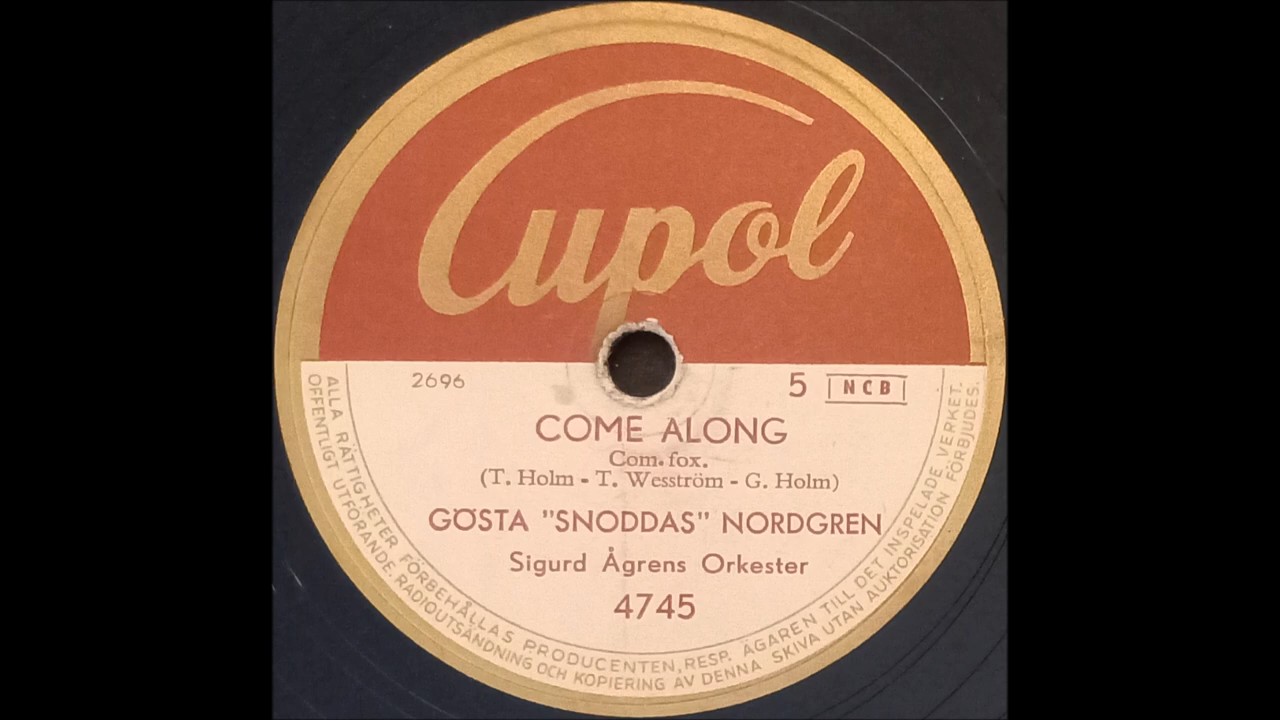 Cupol
2696
5 NCB
COME ALONG
Com. fox.
(T. Holm - T. Wesström - G. Holm)
GÖSTA "SNODDAS" NORDGREN
Sigurd Ågrens Orkester
4745
ALLA RÄTTIGHETER FÖRBEHÅLLAS PRODUCENTEN, RESP. ÄGAREN TILL DET INSPELADE VERKET.
OFFENTLIGT UTFÖRANDE, RADIOUTSÄNDNING OCH KOPIERING AV DENNA SKIVA UTAN AUKTORISATION FÖRBJUDES.